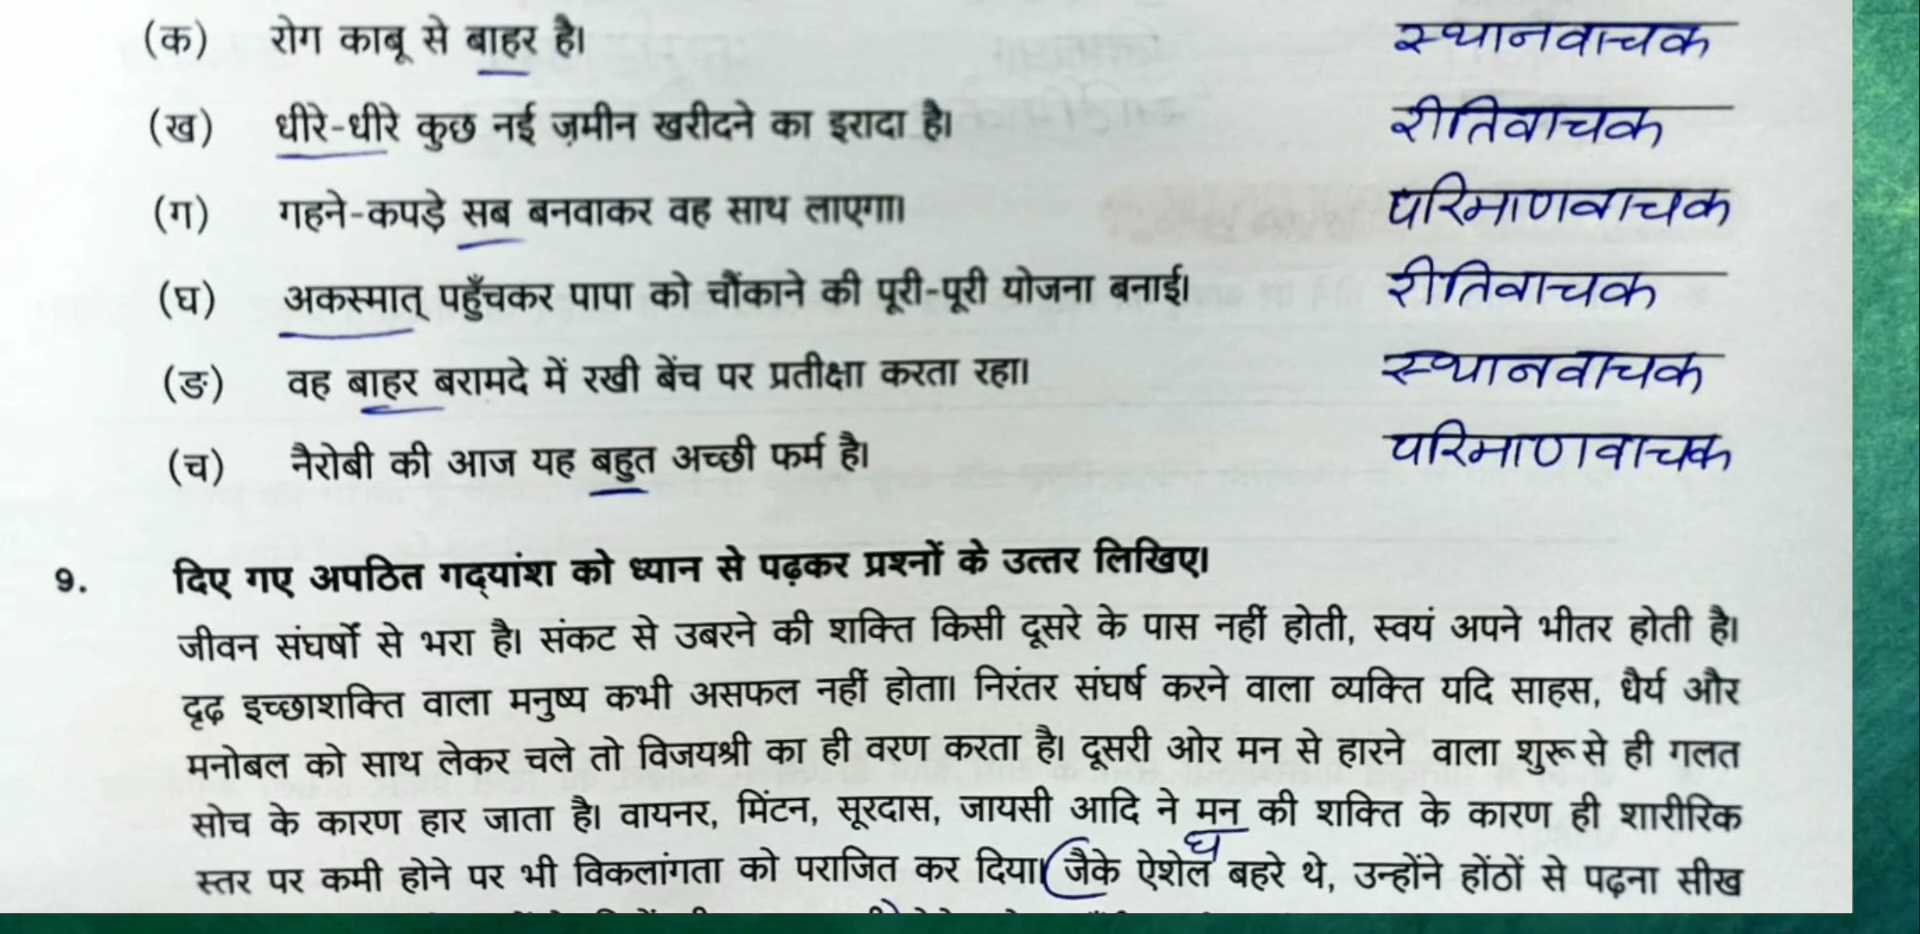 (क) रोग काबू से बाहर है। स्थानवाचक
(ख) धीरे-धीरे कुछ नई ज़मीन खरीदने का इरादा है। रीतिवाचक
(ग) गहने-कपड़े सब बनवाकर वह साथ लाएगा। परिमाणवाचक
(घ) अकस्मात् पहुँचकर पापा को चौंकाने की पूरी-पूरी योजना बनाई। रीतिवाचक
(ङ) वह बाहर बरामदे में रखी बेंच पर प्रतीक्षा करता रहा। स्थानवाचक
(च) नैरोबी की आज यह बहुत अच्छी फर्म है। परिमाणवाचक
9. दिए गए अपठित गद्यांश को ध्यान से पढ़कर प्रश्नों के उत्तर लिखिए।
जीवन संघर्षों से भरा है। संकट से उबरने की शक्ति किसी दूसरे के पास नहीं होती, स्वयं अपने भीतर होती है।
दृढ़ इच्छाशक्ति वाला मनुष्य कभी असफल नहीं होता। निरंतर संघर्ष करने वाला व्यक्ति यदि साहस, धैर्य और
मनोबल को साथ लेकर चले तो विजयश्री का ही वरण करता है। दूसरी ओर मन से हारने वाला शुरू से ही गलत
सोच के कारण हार जाता है। वायनर, मिंटन, सूरदास, जायसी आदि ने मन की शक्ति के कारण ही शारीरिक
घ
स्तर पर कमी होने पर भी विकलांगता को पराजित कर दिया। जैके ऐशेल बहरे थे, उन्होंने होंठों से पढ़ना सीख